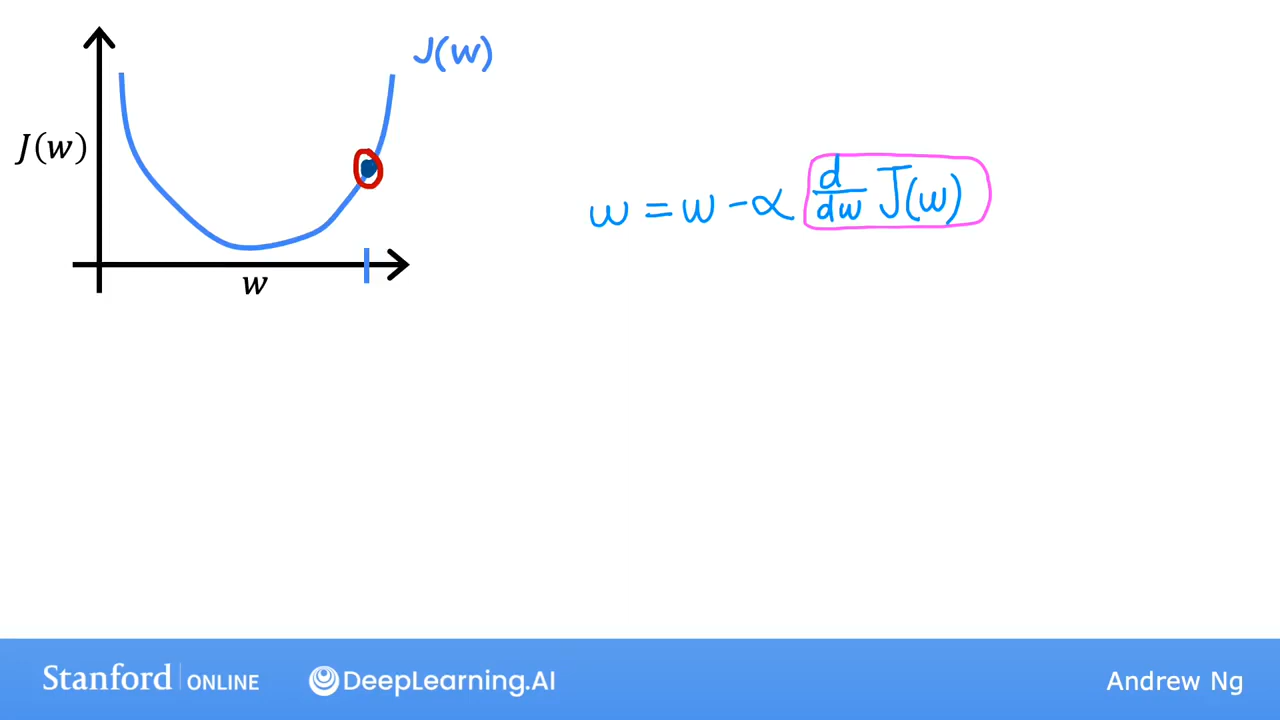 J(w)
J(w)
w = w - α d/dw J(w)
w
Stanford ONLINE DeepLearning.AI Andrew Ng